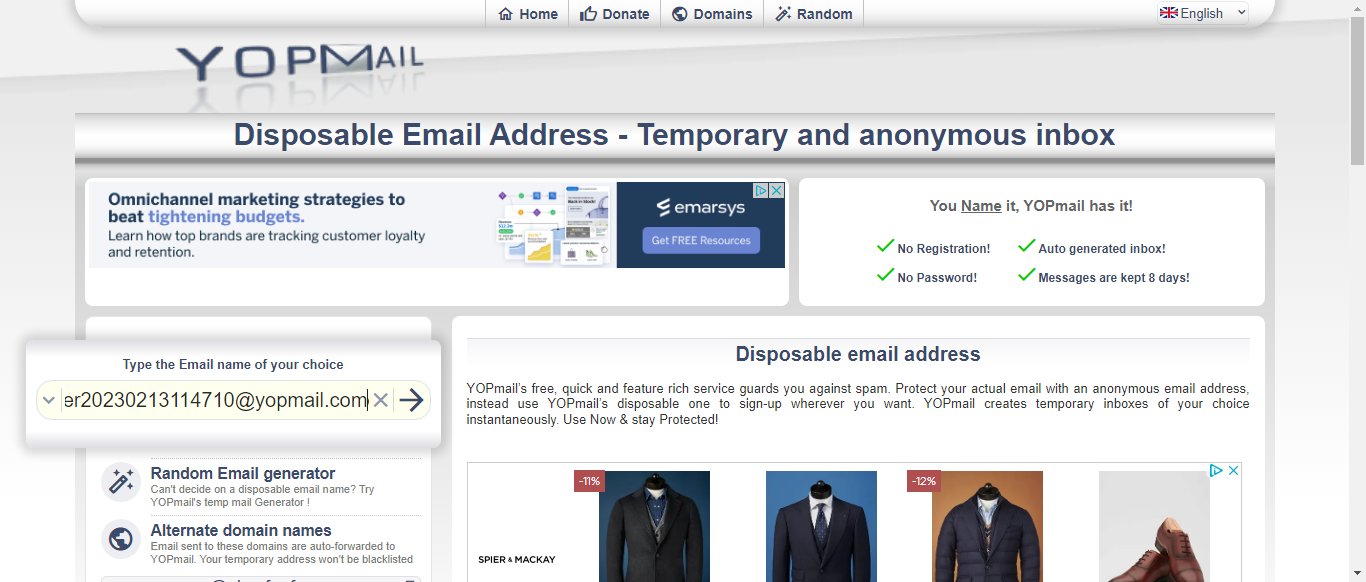 Home Donate Domains Random English
YOPMAIL
Disposable Email Address - Temporary and anonymous inbox
Omnichannel marketing strategies to
beat tightening budgets.
Learn how top brands are tracking customer loyalty
and retention.
emarsys
Get FREE Resources
You Name it, YOPmail has it!
No Registration! Auto generated inbox!
No Password! Messages are kept 8 days!
Type the Email name of your choice
er20230213114710@yopmail.com
Random Email generator
Can't decide on a disposable email name? Try
YOPmail's temp mail Generator !
Alternate domain names
Email sent to these domains are auto-forwarded to
YOPmail. Your temporary address won't be blacklisted
Disposable email address
YOPmail's free, quick and feature rich service guards you against spam. Protect your actual email with an anonymous email address,
instead use YOPmail's disposable one to sign-up wherever you want. YOPmail creates temporary inboxes of your choice
instantaneously. Use Now & stay Protected!
-11% -12%
SPIER & MACKAY